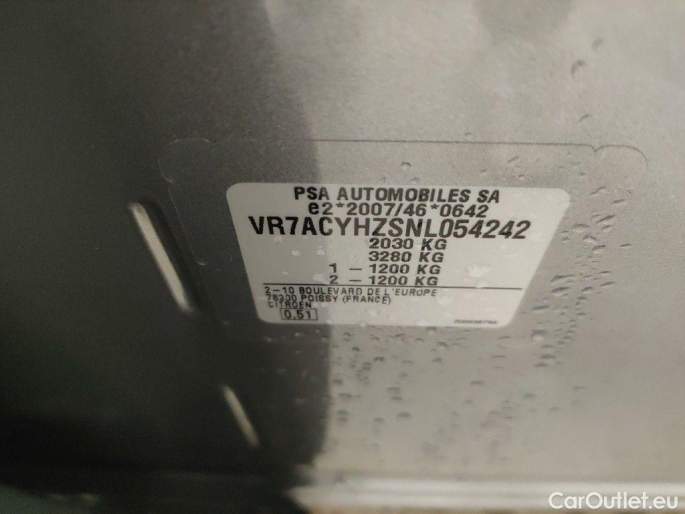 PSA AUTOMOBILES SA
e2*2007/46*0642
VR7ACYHZSNL054242
2030 KG
3280 KG
1 - 1200 KG
2 - 1200 KG
2-10 BOULEVARD DE L'EUROPE
78300 POISSY (FRANCE)
CITROEN
0.51
CarOutlet.eu